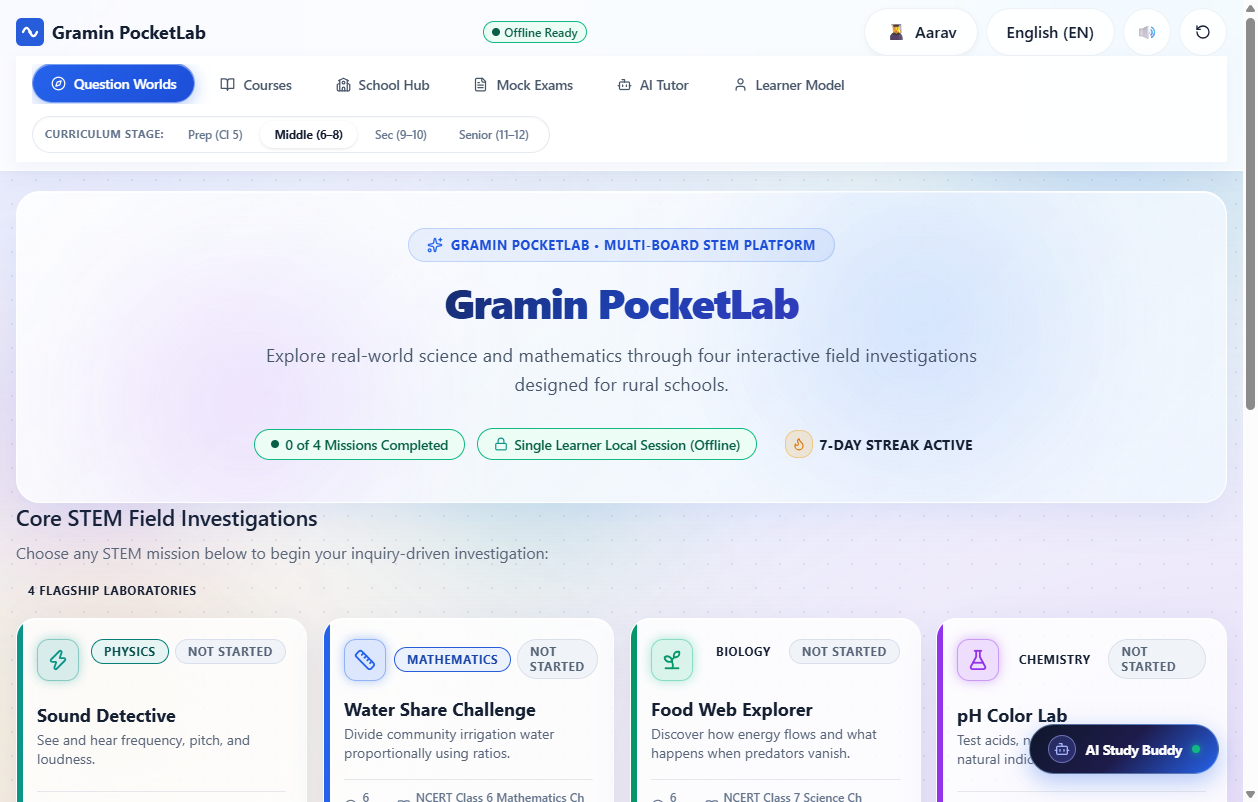 Gramin PocketLab
Offline Ready
Aarav
English (EN)
Question Worlds
Courses
School Hub
Mock Exams
AI Tutor
Learner Model
CURRICULUM STAGE:
Prep (Cl 5)
Middle (6–8)
Sec (9–10)
Senior (11–12)
GRAMIN POCKETLAB • MULTI-BOARD STEM PLATFORM
Gramin PocketLab
Explore real-world science and mathematics through four interactive field investigations
designed for rural schools.
0 of 4 Missions Completed
Single Learner Local Session (Offline)
7-DAY STREAK ACTIVE
Core STEM Field Investigations
Choose any STEM mission below to begin your inquiry-driven investigation:
4 FLAGSHIP LABORATORIES
PHYSICS
NOT STARTED
Sound Detective
See and hear frequency, pitch, and
loudness.
MATHEMATICS
NOT
STARTED
Water Share Challenge
Divide community irrigation water
proportionally using ratios.
6
NCERT Class 6 Mathematics Ch
BIOLOGY
NOT STARTED
Food Web Explorer
Discover how energy flows and what
happens when predators vanish.
6
NCERT Class 7 Science Ch
CHEMISTRY
NOT
STARTED
pH Color Lab
Test acids,
natural
AI Study Buddy